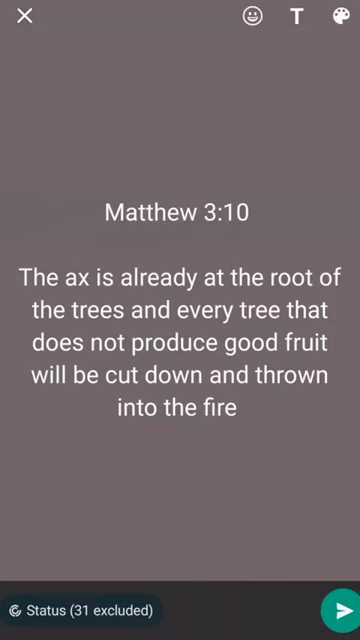 T
Matthew 3:10
The ax is already at the root of
the trees and every tree that
does not produce good fruit
will be cut down and thrown
into the fire
Status (31 excluded)